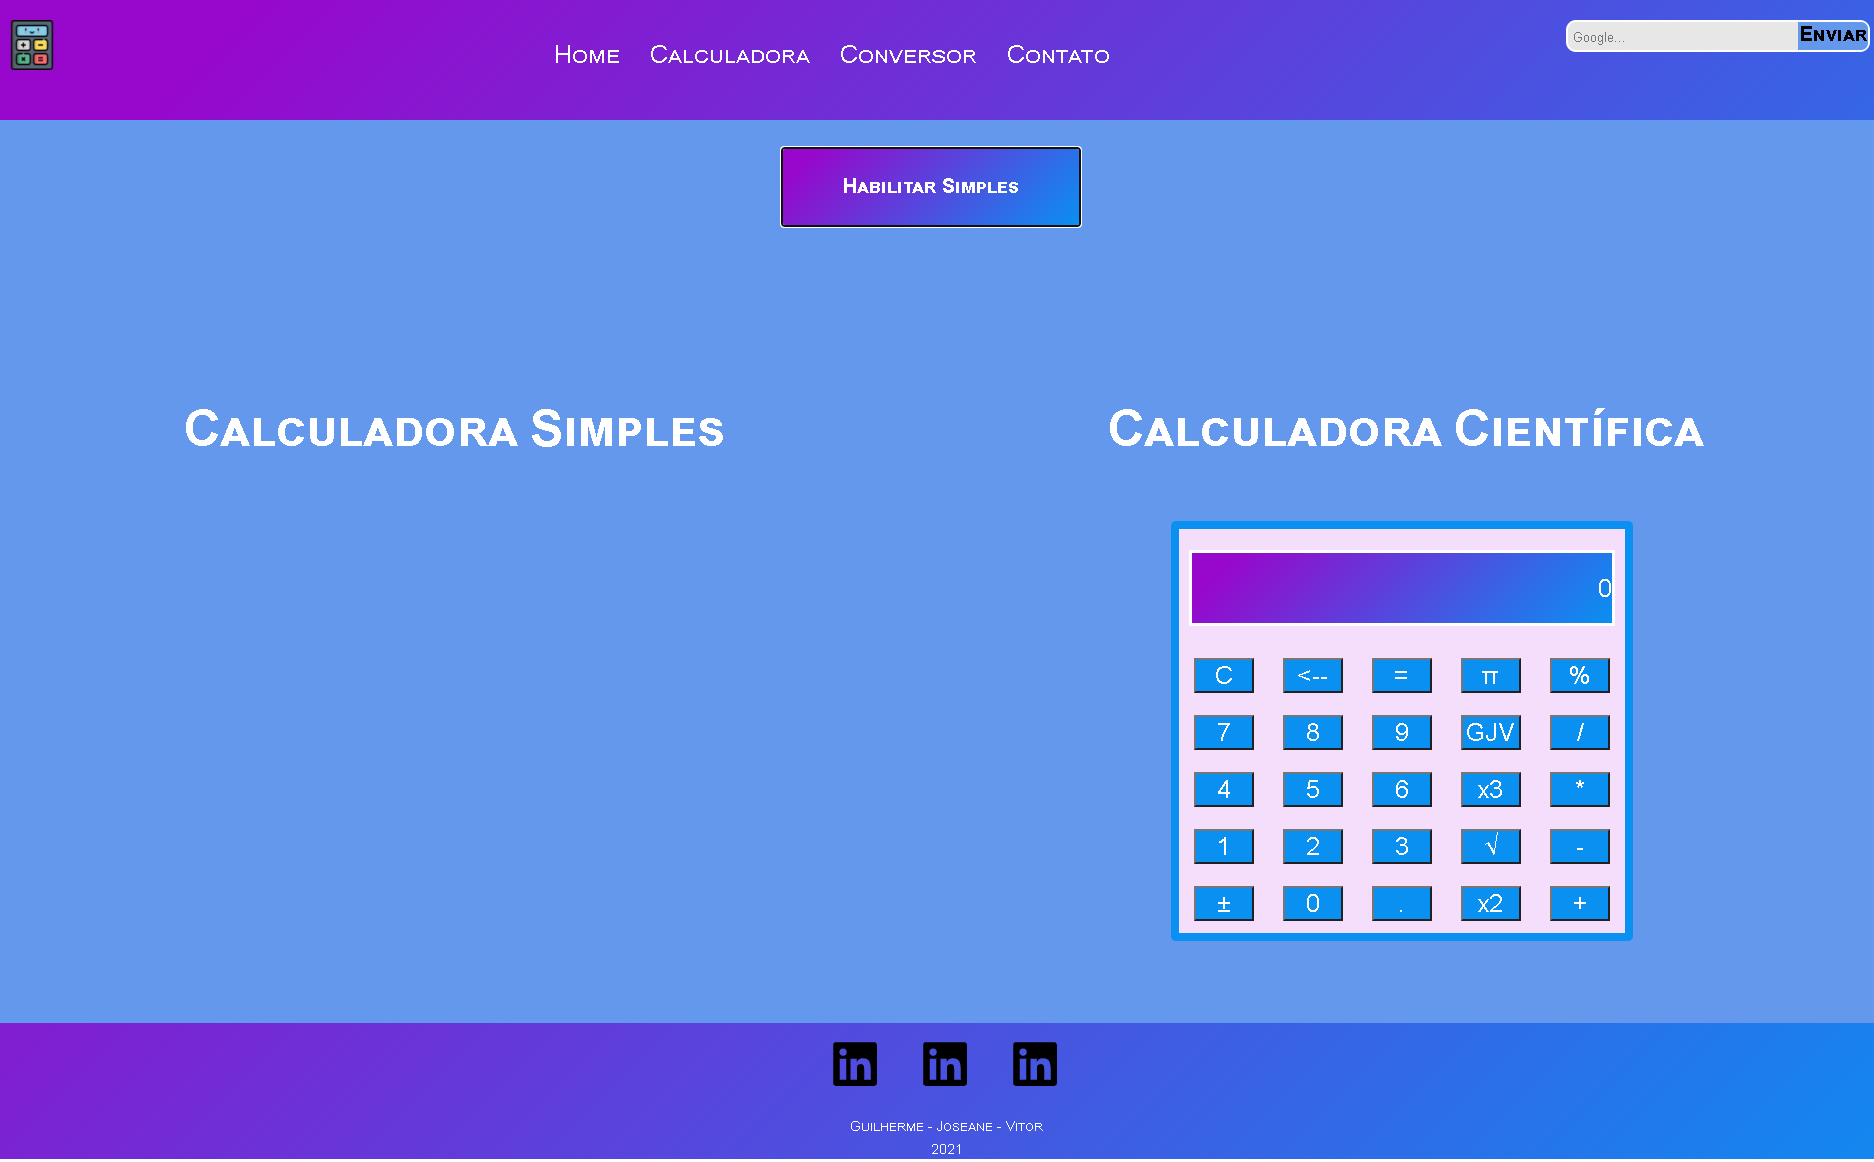 Home Calculadora Conversor Contato
Google...
Enviar
Habilitar Simples
Calculadora Simples
Calculadora Científica
0
C <-- = π %
7 8 9 GJV /
4 5 6 x3 *
1 2 3 √ -
± 0 . x2 +
in in in
Guilherme - Joseane - Vitor
2021